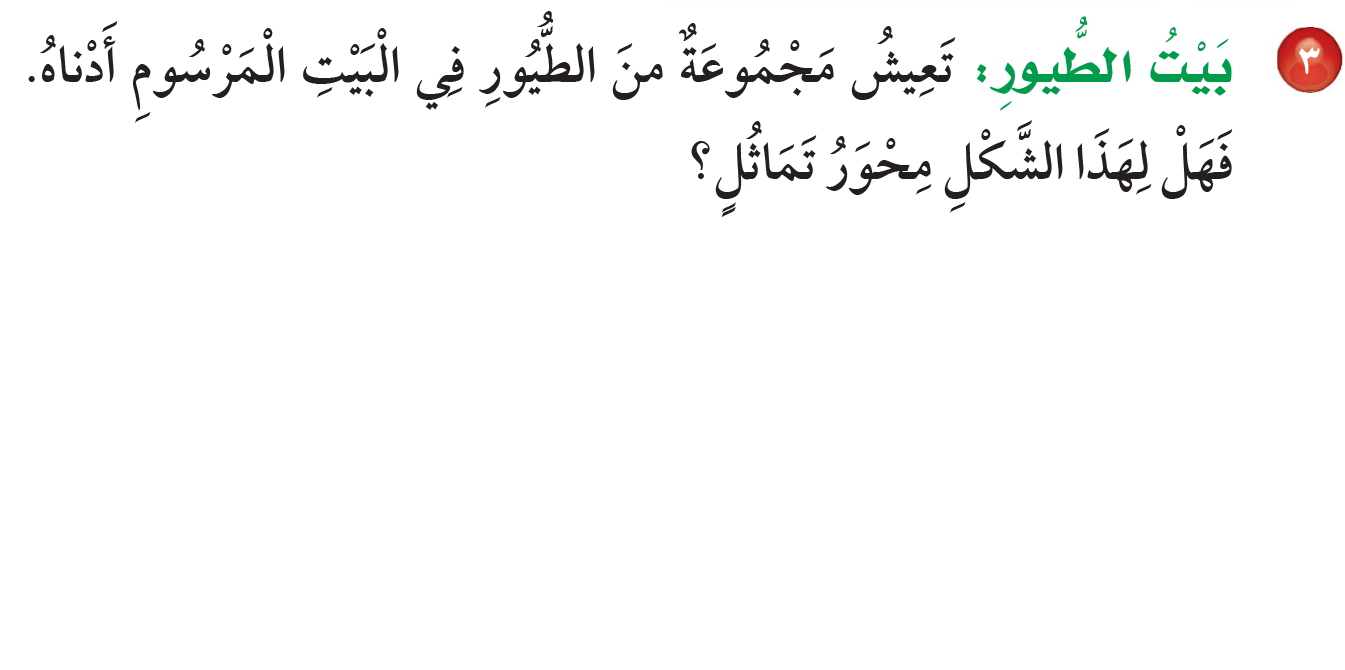 ٣ بَيْتُ الطُّيورِ: تَعِيشُ مَجْمُوعَةٌ منَ الطُّيُورِ فِي الْبَيْتِ الْمَرْسُومِ أَدْناهُ.
فَهَلْ لِهَذَا الشَّكْلِ مِحْوَرُ تَمَاثُلٍ؟